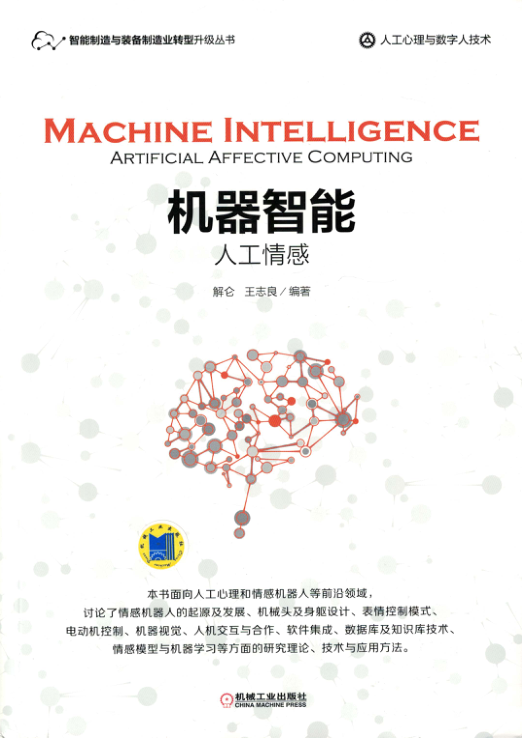 智能制造与装备制造业转型升级丛书
人工心理与数字人技术
MACHINE INTELLIGENCE
ARTIFICIAL AFFECTIVE COMPUTING
机器智能
人工情感
解仑 王志良／编著
本书面向人工心理和情感机器人等前沿领域，
讨论了情感机器人的起源及发展、机械头及身躯设计、表情控制模式、
电动机控制、机器视觉、人机交互与合作、软件集成、数据库及知识库技术、
情感模型与机器学习等方面的研究理论、技术与应用方法。
机械工业出版社
CHINA MACHINE PRESS